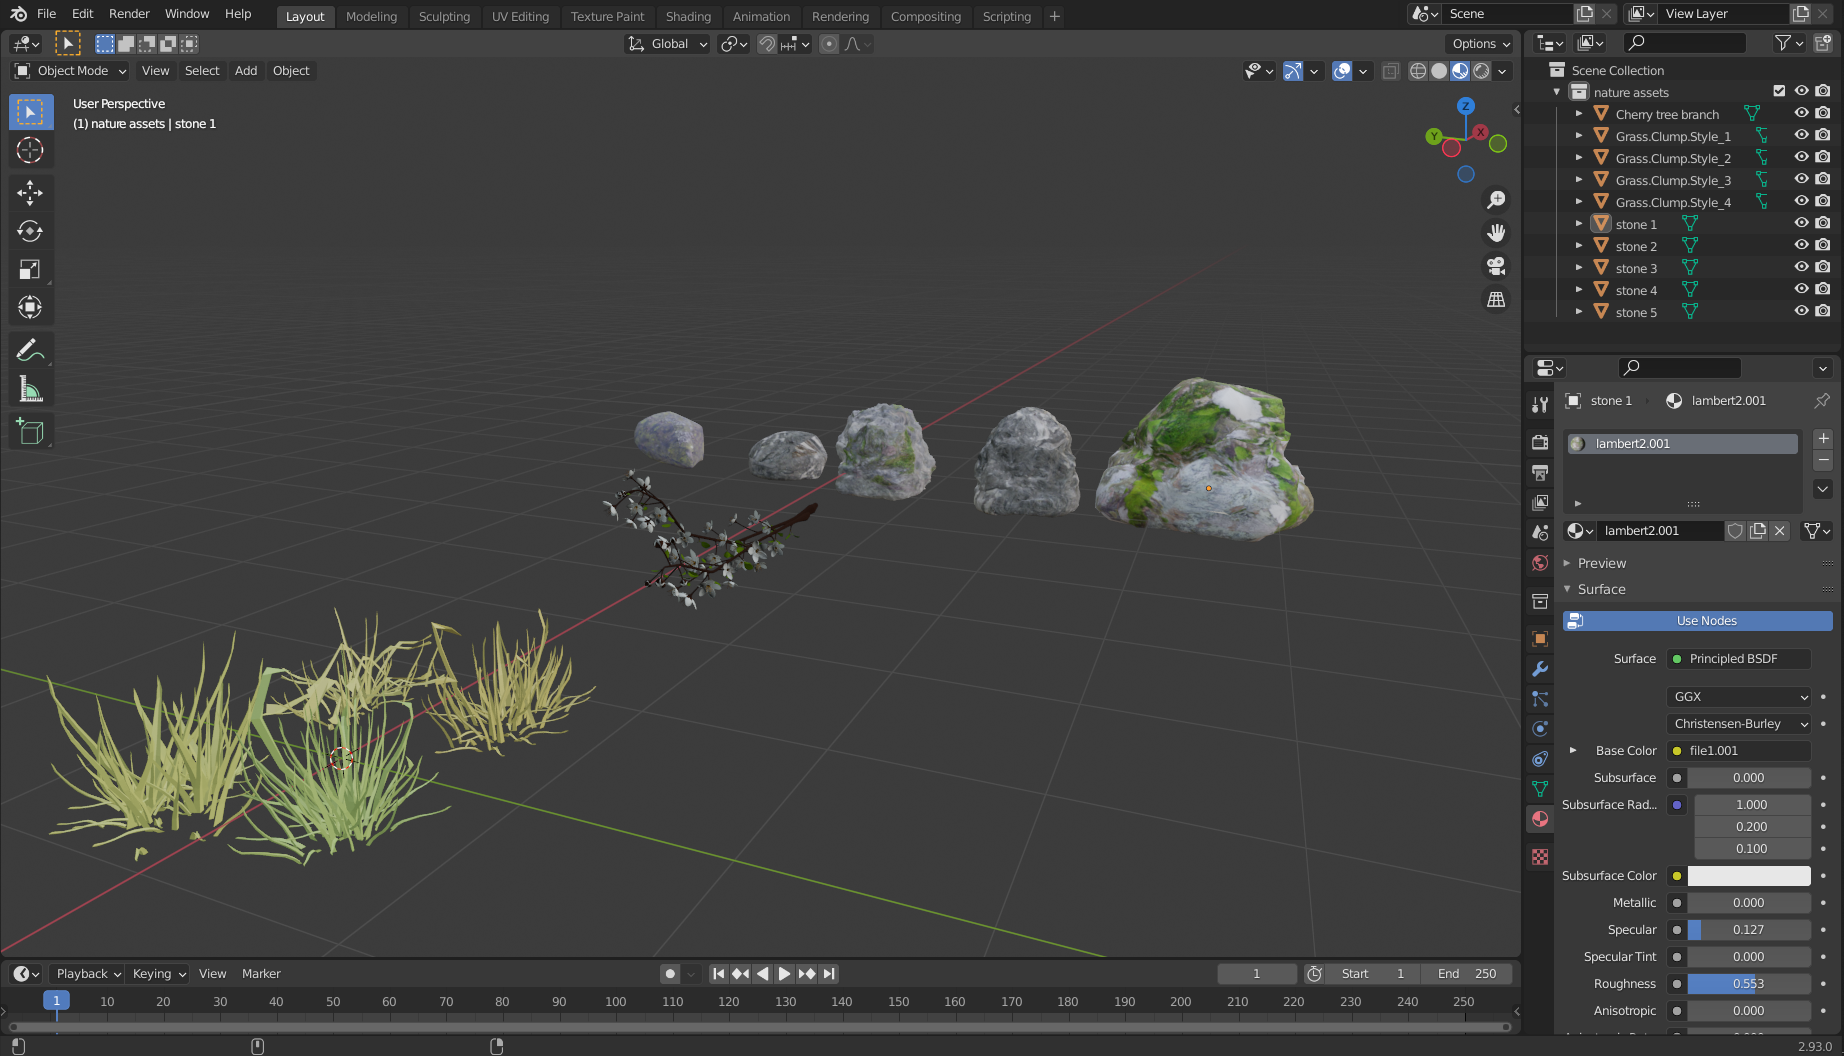 File Edit Render Window Help
Layout Modeling Sculpting UV Editing Texture Paint Shading Animation Rendering Compositing Scripting +
Scene
View Layer
Global
Options
Object Mode View Select Add Object
User Perspective
(1) nature assets | stone 1
Z
Y
X
Scene Collection
nature assets
Cherry tree branch
Grass.Clump.Style_1
Grass.Clump.Style_2
Grass.Clump.Style_3
Grass.Clump.Style_4
stone 1
stone 2
stone 3
stone 4
stone 5
stone 1 lambert2.001
lambert2.001
lambert2.001
Preview
Surface
Use Nodes
Surface Principled BSDF
GGX
Christensen-Burley
Base Color file1.001
Subsurface 0.000
Subsurface Rad... 1.000
0.200
0.100
Subsurface Color
Metallic 0.000
Specular 0.127
Specular Tint 0.000
Roughness 0.553
Anisotropic 0.000
Playback Keying View Marker
1 Start 1 End 250
1 10 20 30 40 50 60 70 80 90 100 110 120 130 140 150 160 170 180 190 200 210 220 230 240 250
2.93.0